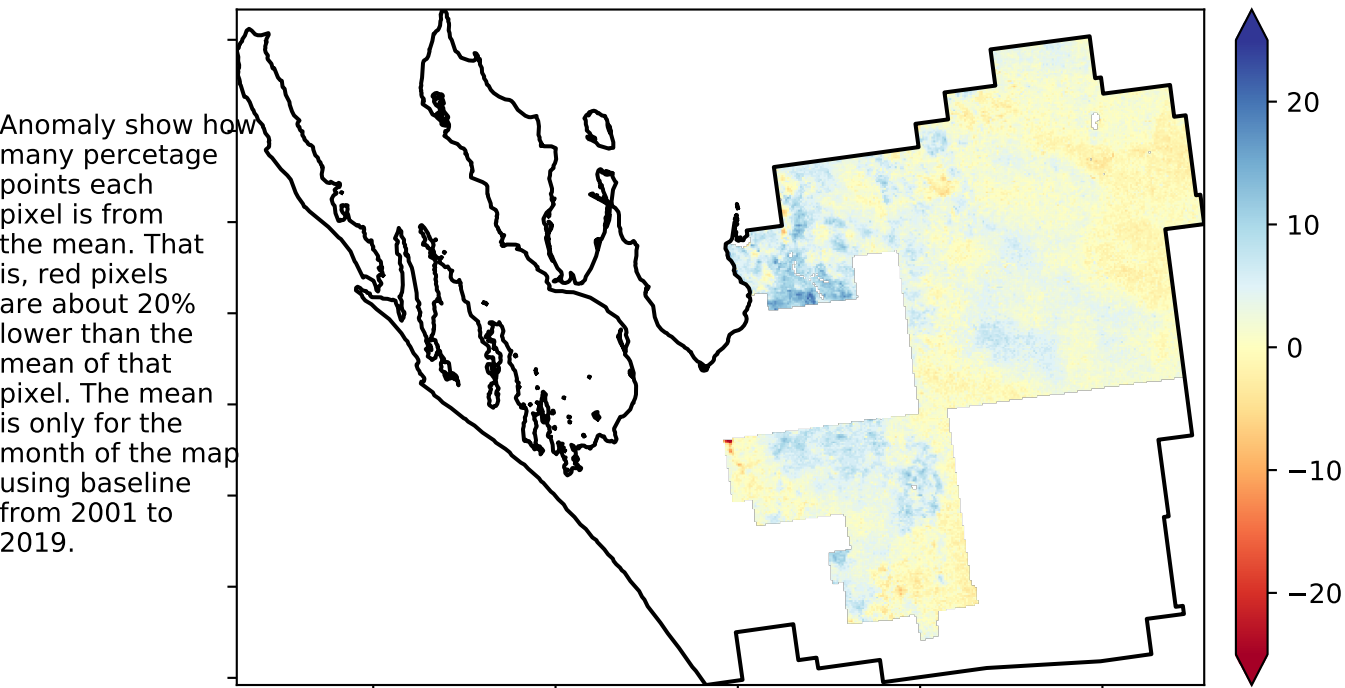 Anomaly show how
many percetage
points each
pixel is from
the mean. That
is, red pixels
are about 20%
lower than the
mean of that
pixel. The mean
is only for the
month of the map
using baseline
from 2001 to
2019.
20
10
0
−10
−20